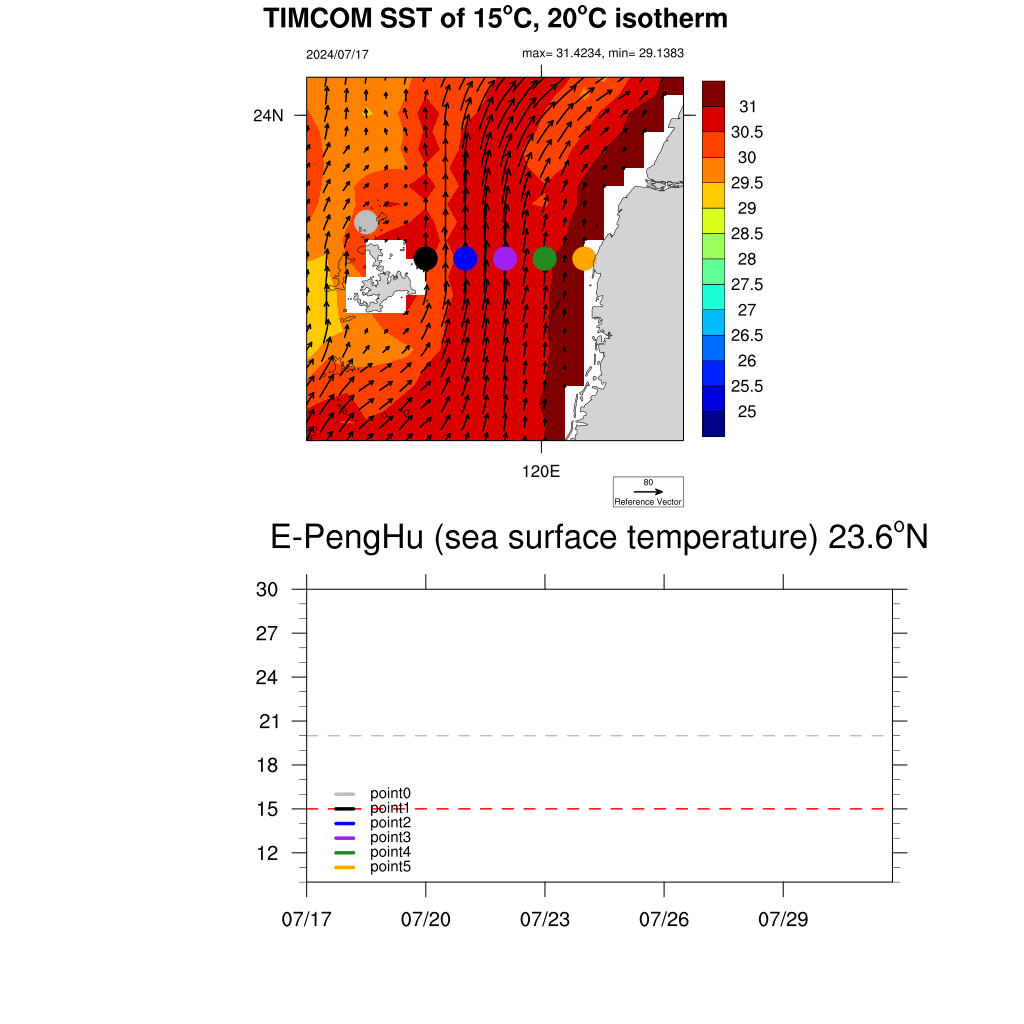 TIMCOM SST of 15°C, 20°C isotherm
2024/07/17 max= 31.4234, min= 29.1383
24N
31
30.5
30
29.5
29
28.5
28
27.5
27
26.5
26
25.5
25
120E
80
Reference Vector
E-PengHu (sea surface temperature) 23.6°N
30
27
24
21
18
15
12
point0
point1
point2
point3
point4
point5
07/17 07/20 07/23 07/26 07/29